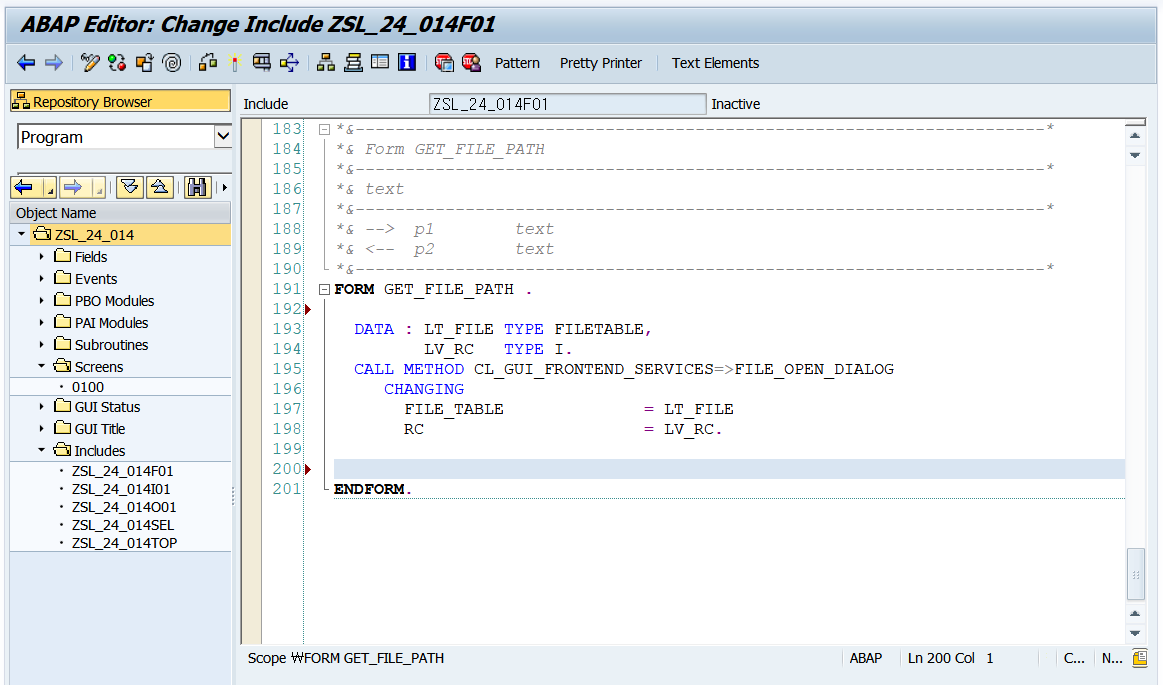 ABAP Editor: Change Include ZSL_24_014F01
Pattern Pretty Printer Text Elements
Repository Browser
Program
Object Name
ZSL_24_014
Fields
Events
PBO Modules
PAI Modules
Subroutines
Screens
0100
GUI Status
GUI Title
Includes
ZSL_24_014F01
ZSL_24_014I01
ZSL_24_014O01
ZSL_24_014SEL
ZSL_24_014TOP
Include ZSL_24_014F01 Inactive
183 *&---------------------------------------------------------------------*
184 *& Form GET_FILE_PATH
185 *&---------------------------------------------------------------------*
186 *& text
187 *&---------------------------------------------------------------------*
188 *& --> p1 text
189 *& <-- p2 text
190 *&---------------------------------------------------------------------*
191 FORM GET_FILE_PATH .
192
193 DATA : LT_FILE TYPE FILETABLE,
194 LV_RC TYPE I.
195 CALL METHOD CL_GUI_FRONTEND_SERVICES=>FILE_OPEN_DIALOG
196 CHANGING
197 FILE_TABLE = LT_FILE
198 RC = LV_RC.
199
200
201 ENDFORM.
Scope ₩FORM GET_FILE_PATH ABAP Ln 200 Col 1 C... N...